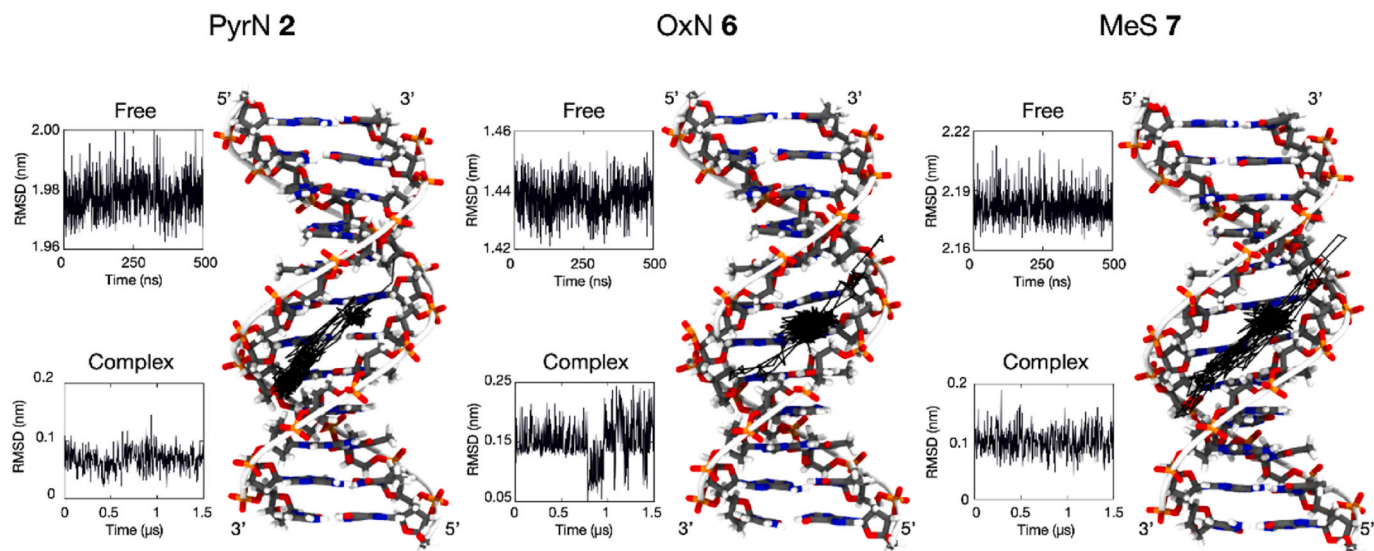 PyrN 2
OxN 6
MeS 7
5’
3’
Free
2.00
1.98
1.96
RMSD (nm)
0
250
500
Time (ns)
Complex
0.2
0.1
0
RMSD (nm)
0
0.5
1
1.5
Time (µs)
3’
5’
5’
3’
Free
1.46
1.44
1.42
RMSD (nm)
0
250
500
Time (ns)
Complex
0.25
0.15
0.05
RMSD (nm)
0
0.5
1
1.5
Time (µs)
3’
5’
5’
3’
Free
2.22
2.19
2.16
RMSD (nm)
0
250
500
Time (ns)
Complex
0.2
0.1
0
RMSD (nm)
0
0.5
1
1.5
Time (µs)
3’
5’